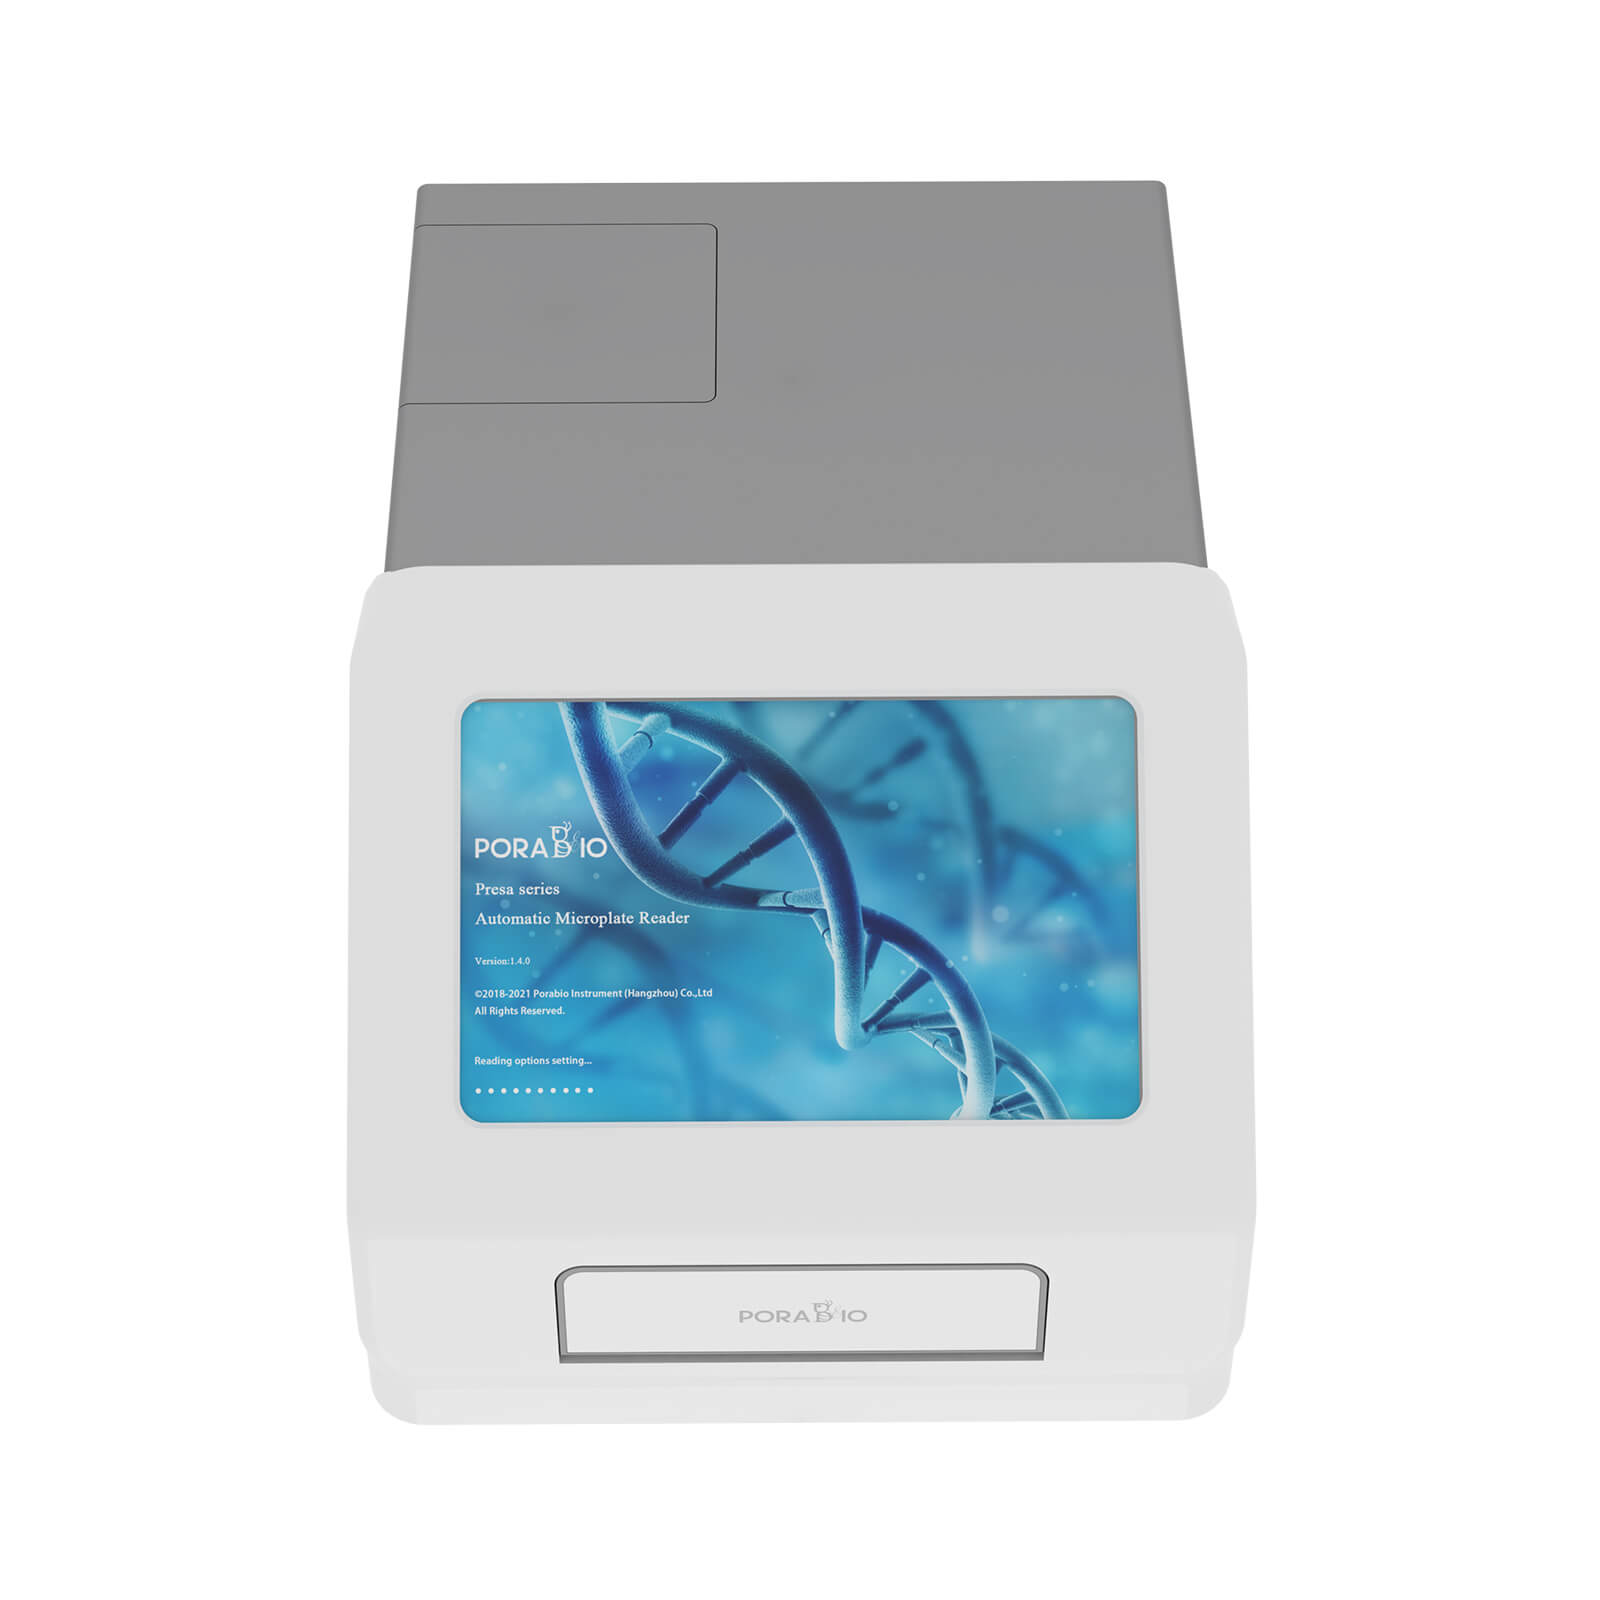 PORABIO
Presa series
Automatic Microplate Reader
Version:1.4.0
©2018-2021 Porabio Instrument (Hangzhou) Co.,Ltd
All Rights Reserved.
Reading options setting...
PORABIO